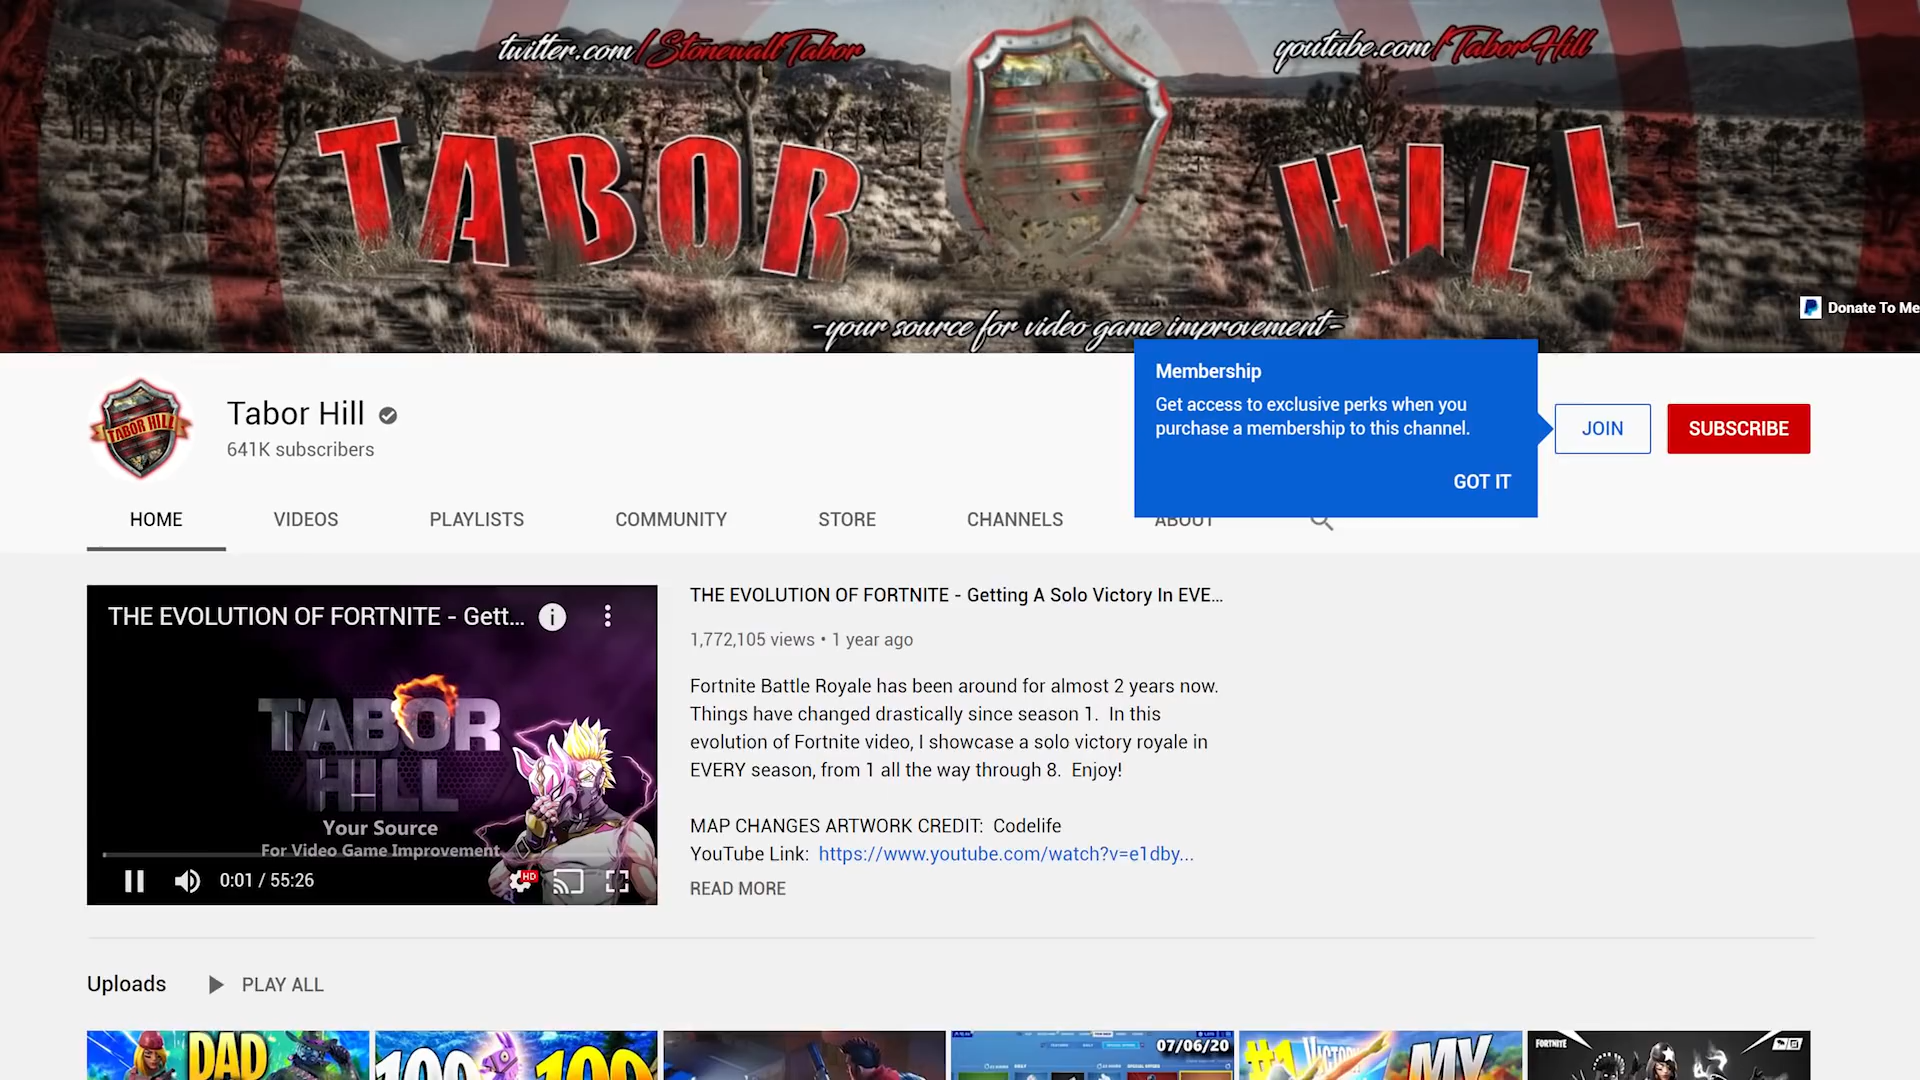 twitter.com/StonewallTabor
youtube.com/TaborHill
TABOR HILL
-your source for video game improvement-
Donate To Me
Membership
Get access to exclusive perks when you
purchase a membership to this channel.
GOT IT
TABOR HILL
Tabor Hill
641K subscribers
JOIN
SUBSCRIBE
HOME
VIDEOS
PLAYLISTS
COMMUNITY
STORE
CHANNELS
ABOUT
THE EVOLUTION OF FORTNITE - Gett...
TABOR
HILL
Your Source
For Video Game Improvement
0:01 / 55:26
HD
THE EVOLUTION OF FORTNITE - Getting A Solo Victory In EVE...
1,772,105 views • 1 year ago
Fortnite Battle Royale has been around for almost 2 years now.
Things have changed drastically since season 1. In this
evolution of Fortnite video, I showcase a solo victory royale in
EVERY season, from 1 all the way through 8. Enjoy!
MAP CHANGES ARTWORK CREDIT: Codelife
YouTube Link: https://www.youtube.com/watch?v=e1dby...
READ MORE
Uploads
PLAY ALL
DAD
100
100
07/06/20
#1 VICTORY
MY
FORTNITE